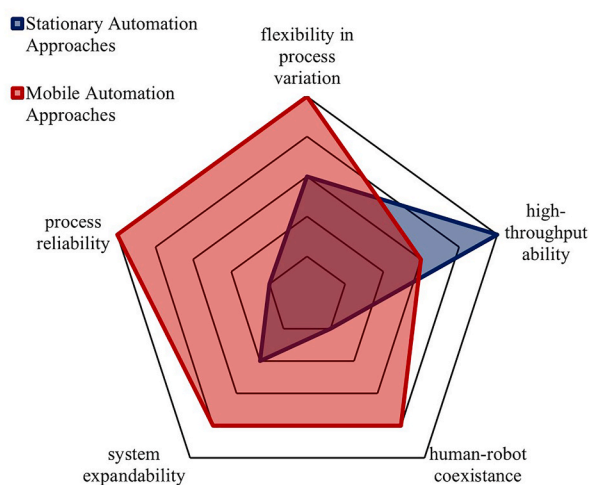 Stationary Automation
Approaches
Mobile Automation
Approaches
flexibility in
process
variation
high-
throughput
ability
process
reliability
system
expandability
human-robot
coexistance